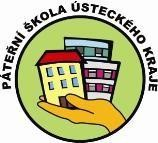 PÁTEŘNÍ ŠKOLA ÚSTECKÉHO KRAJE